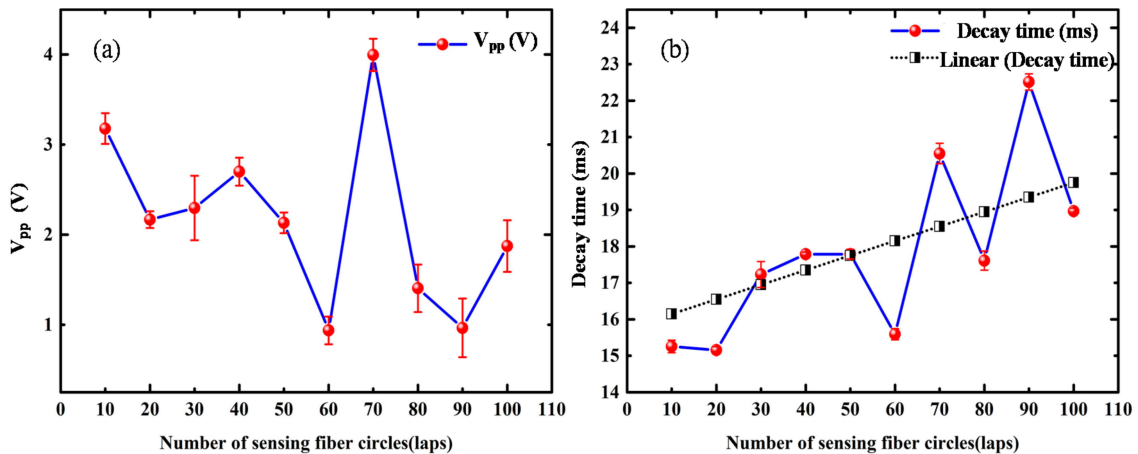 (a)
V_pp (V)
4
3
2
1
V_pp (V)
0 10 20 30 40 50 60 70 80 90 100 110
Number of sensing fiber circles(laps)
(b)
Decay time (ms)
Linear (Decay time)
24
23
22
21
20
19
18
17
16
15
14
Decay time (ms)
0 10 20 30 40 50 60 70 80 90 100 110
Number of sensing fiber circles(laps)